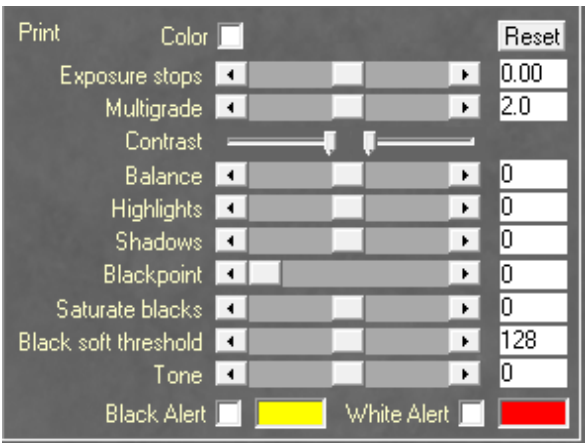 Print Color Reset
Exposure stops 0.00
Multigrade 2.0
Contrast
Balance 0
Highlights 0
Shadows 0
Blackpoint 0
Saturate blacks 0
Black soft threshold 128
Tone 0
Black Alert White Alert